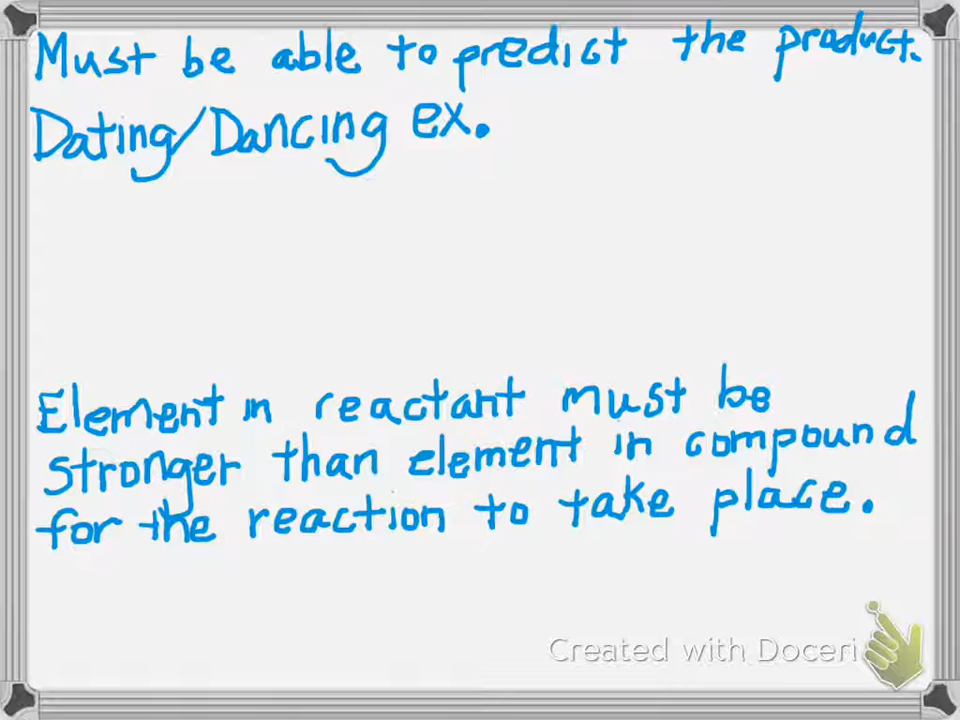 Must be able to predict the product.
Dating/Dancing ex.
Element in reactant must be
stronger than element in compound
for the reaction to take place.
Created with Doceri